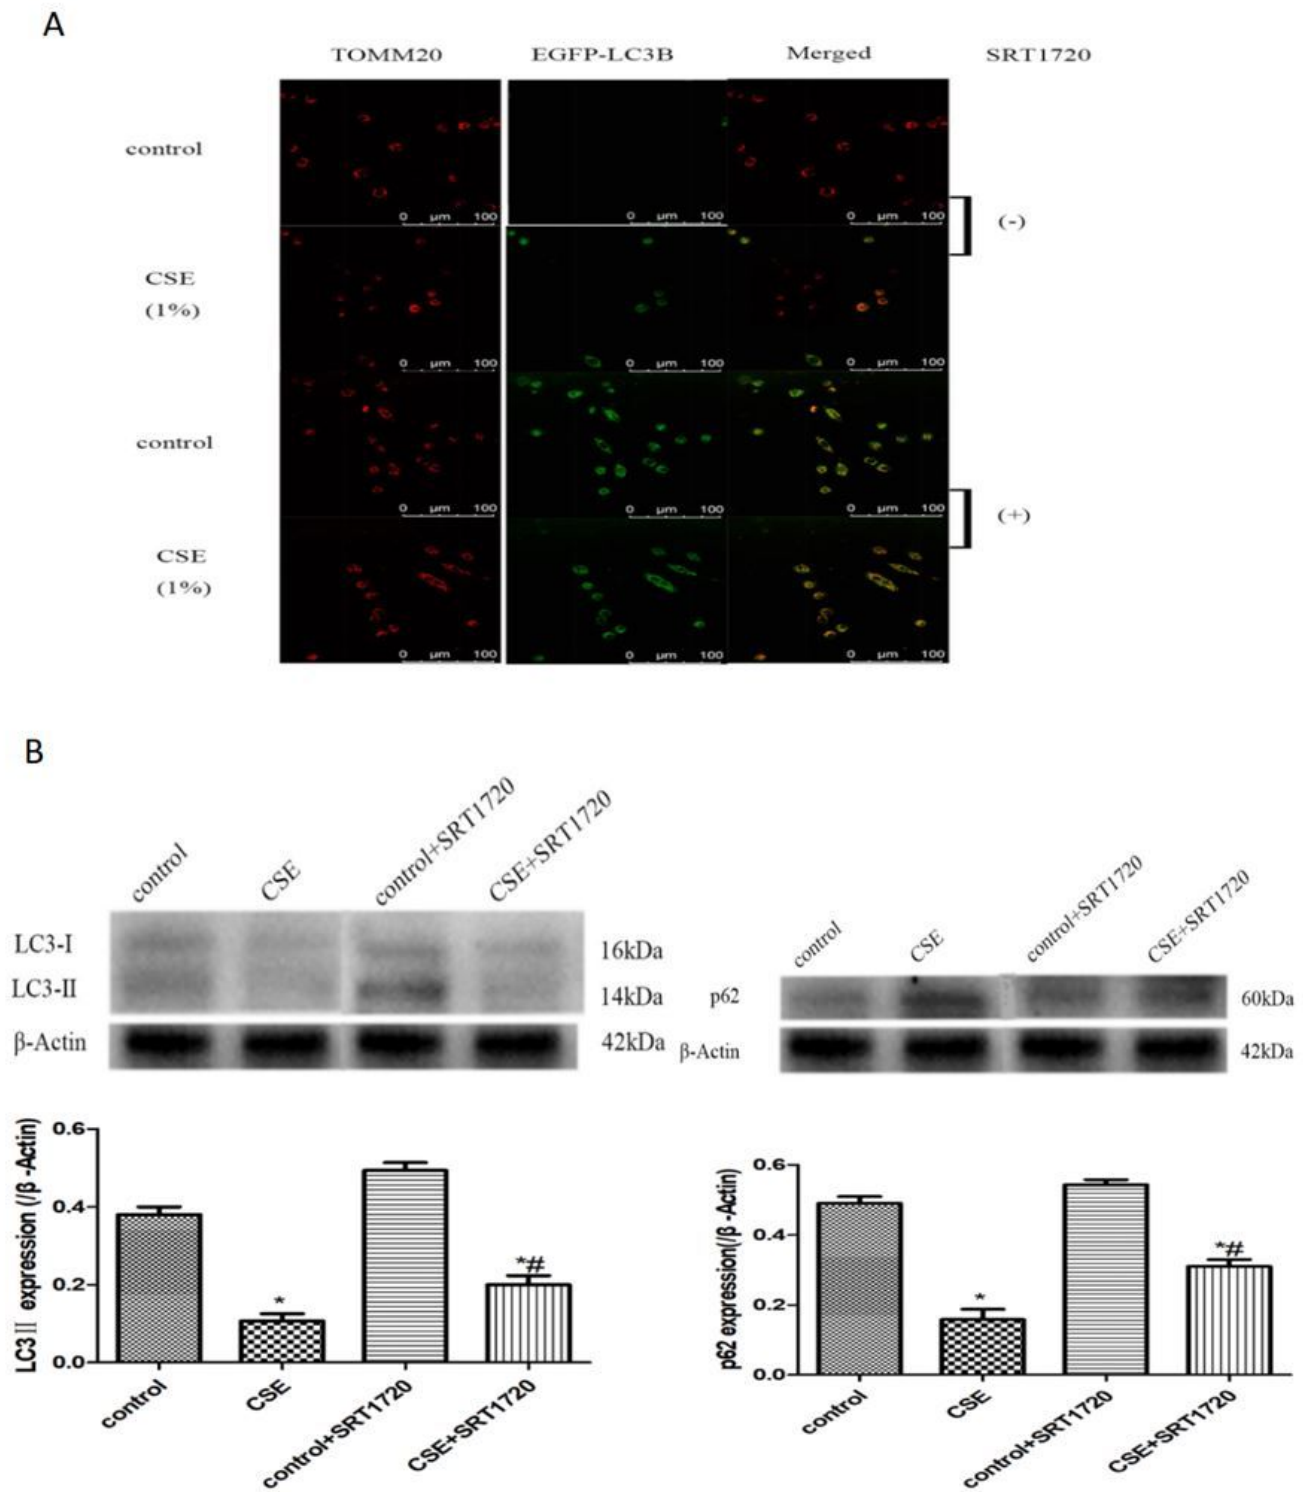 A
TOMM20 EGFP-LC3B Merged SRT1720
control
0 µm 100 0 µm 100 0 µm 100
(-)
CSE
(1%)
0 µm 100 0 µm 100 0 µm 100
control
0 µm 100 0 µm 100 0 µm 100
(+)
CSE
(1%)
0 µm 100 0 µm 100 0 µm 100
B
control CSE control+SRT1720 CSE+SRT1720
LC3-I 16kDa
LC3-II 14kDa
β-Actin 42kDa
control CSE control+SRT1720 CSE+SRT1720
p62 60kDa
β-Actin 42kDa
LC3II expression (/β -Actin)
0.6
0.4
0.2
0.0
*
*#
control CSE control+SRT1720 CSE+SRT1720
p62 expression(/β -Actin)
0.6
0.4
0.2
0.0
*
*#
control CSE control+SRT1720 CSE+SRT1720